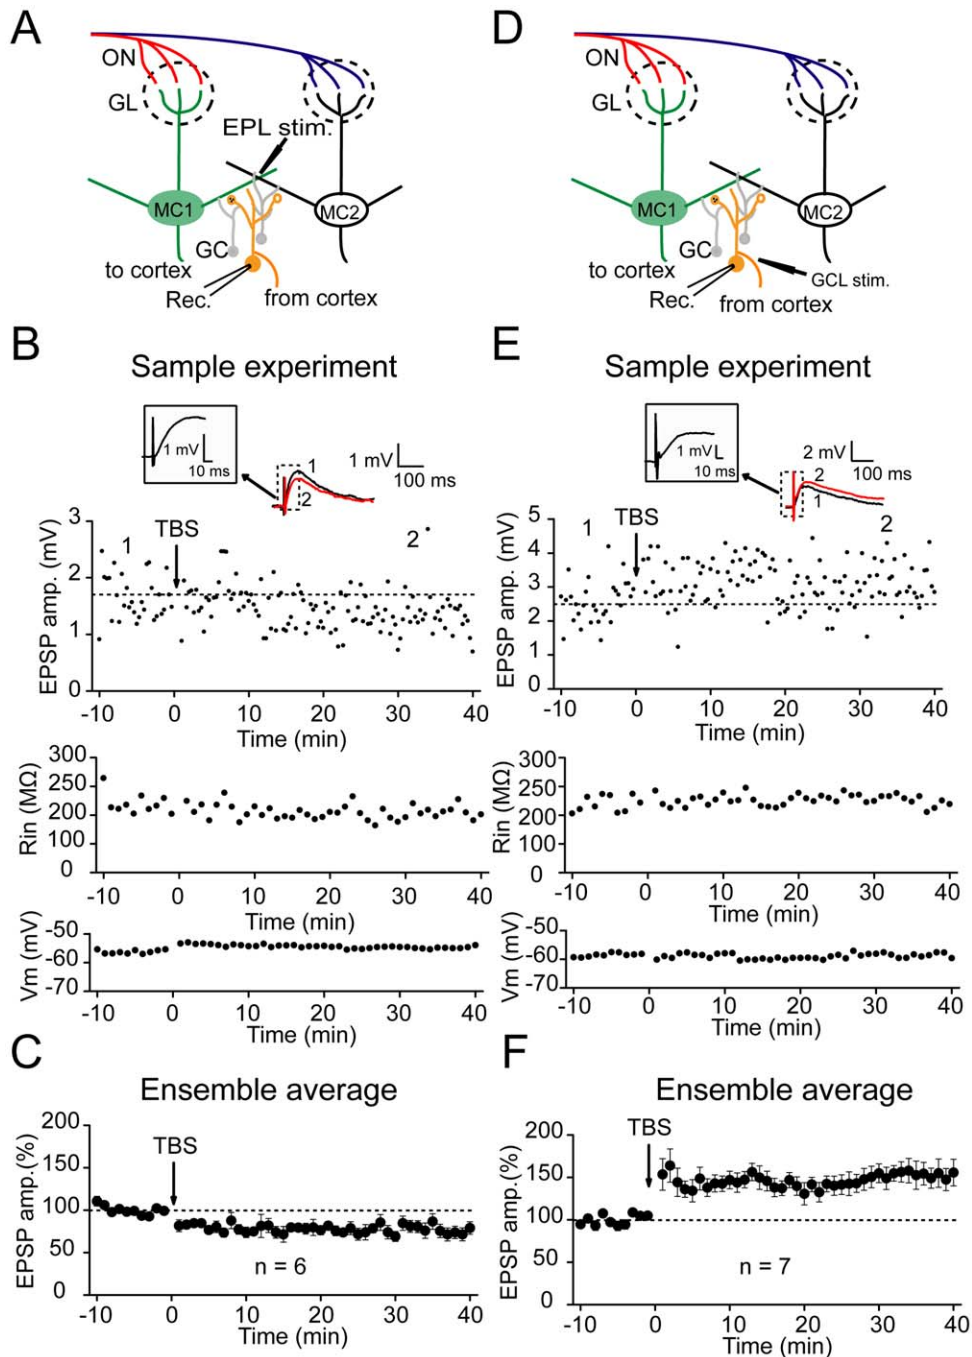 A
ON
GL
EPL stim.
MC1
MC2
GC
to cortex
Rec.
from cortex
D
ON
GL
MC1
MC2
GC
to cortex
GCL stim.
Rec.
from cortex
B
Sample experiment
1 mV
10 ms
1
2
1 mV
100 ms
EPSP amp. (mV)
3
2
1
0
1
TBS
2
-10 0 10 20 30 40
Time (min)
Rin (MΩ)
300
250
200
100
0
-10 0 10 20 30 40
Time (min)
Vm (mV)
-50
-60
-70
-10 0 10 20 30 40
Time (min)
E
Sample experiment
1 mV
10 ms
2
1
2 mV
100 ms
EPSP amp. (mV)
5
4
3
2
1
0
1
TBS
2
-10 0 10 20 30 40
Time (min)
Rin (MΩ)
300
250
200
100
0
-10 0 10 20 30 40
Time (min)
Vm (mV)
-50
-60
-70
-10 0 10 20 30 40
Time (min)
C
Ensemble average
EPSP amp.(%)
200
150
100
50
0
TBS
n = 6
-10 0 10 20 30 40
Time (min)
F
Ensemble average
EPSP amp.(%)
200
150
100
50
0
TBS
n = 7
-10 0 10 20 30 40
Time (min)